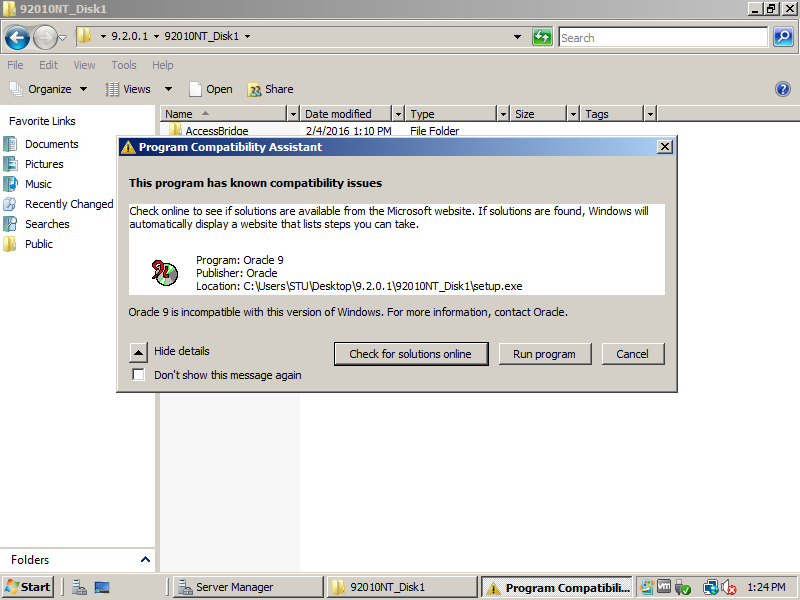 92010NT_Disk1
9.2.0.1
92010NT_Disk1
Search
File Edit View Tools Help
Organize Views Open Share
Favorite Links
Documents
Pictures
Music
Recently Changed
Searches
Public
Name Date modified Type Size Tags
AccessBridge 2/4/2016 1:10 PM File Folder
Program Compatibility Assistant
This program has known compatibility issues
Check online to see if solutions are available from the Microsoft website. If solutions are found, Windows will
automatically display a website that lists steps you can take.
Program: Oracle 9
Publisher: Oracle
Location: C:\Users\STU\Desktop\9.2.0.1\92010NT_Disk1\setup.exe
Oracle 9 is incompatible with this version of Windows. For more information, contact Oracle.
Hide details
Check for solutions online
Run program
Cancel
Don't show this message again
Folders
Start
Server Manager
92010NT_Disk1
Program Compatibili...
1:24 PM